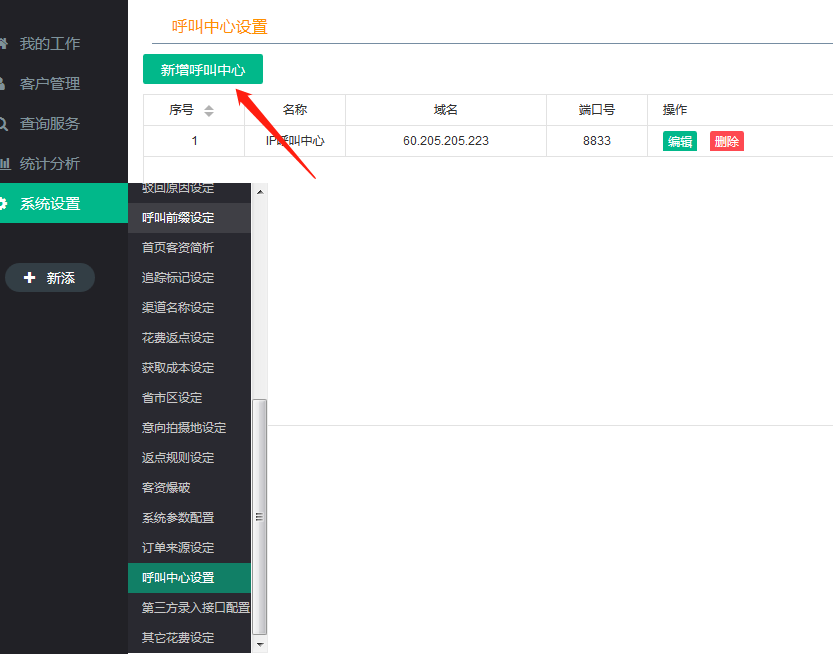 呼叫中心设置
我的工作
客户管理
查询服务
统计分析
系统设置
新添
新增呼叫中心
序号 名称 域名 端口号 操作
1 IP呼叫中心 60.205.205.223 8833 编辑 删除
驳回原因设定
呼叫前缀设定
首页客资简析
追踪标记设定
渠道名称设定
花费返点设定
获取成本设定
省市区设定
意向拍摄地设定
返点规则设定
客资爆破
系统参数配置
订单来源设定
呼叫中心设置
第三方录入接口配置
其它花费设定